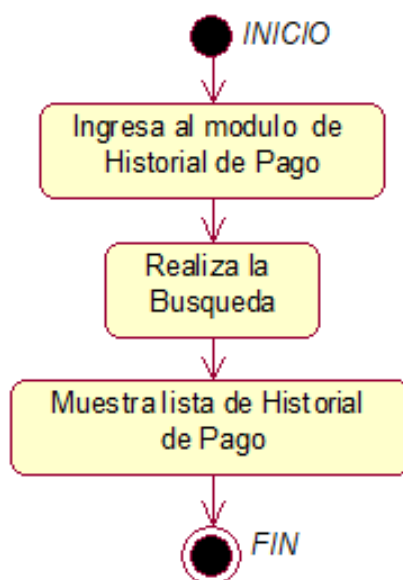 INICIO
Ingresa al modulo de
Historial de Pago
Realiza la
Busqueda
Muestra lista de Historial
de Pago
FIN